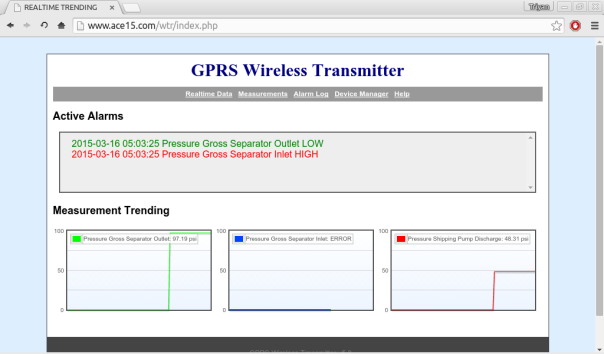 REALTIME TRENDING
www.ace15.com/wtr/index.php
GPRS Wireless Transmitter
Realtime Data Measurements Alarm Log Device Manager Help
Active Alarms
2015-03-16 05:03:25 Pressure Gross Separator Outlet LOW
2015-03-16 05:03:25 Pressure Gross Separator Inlet HIGH
Measurement Trending
100 100 100
Pressure Gross Separator Outlet: 97.19 psi Pressure Gross Separator Inlet: ERROR Pressure Shipping Pump Discharge: 48.31 psi
50 50 50
0 0 0